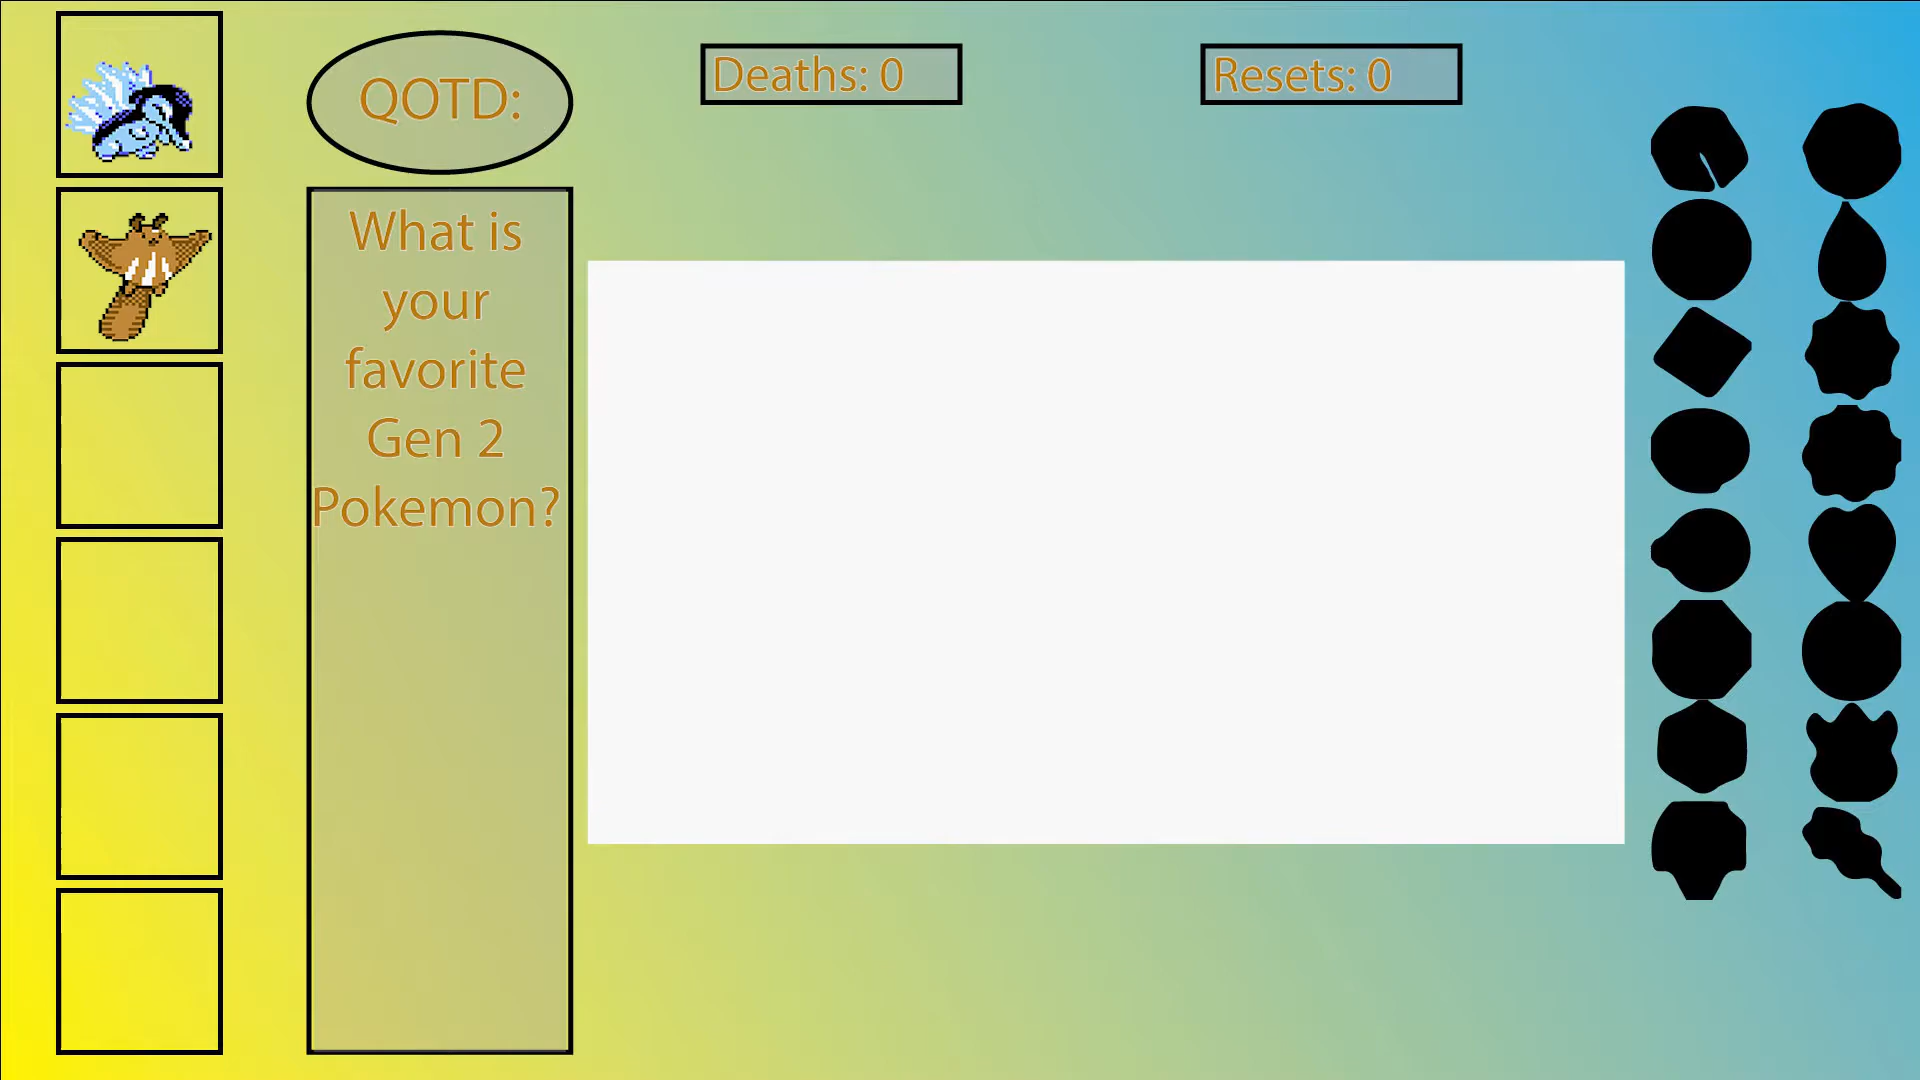 QOTD:
Deaths: 0
Resets: 0
What is
your
favorite
Gen 2
Pokemon?